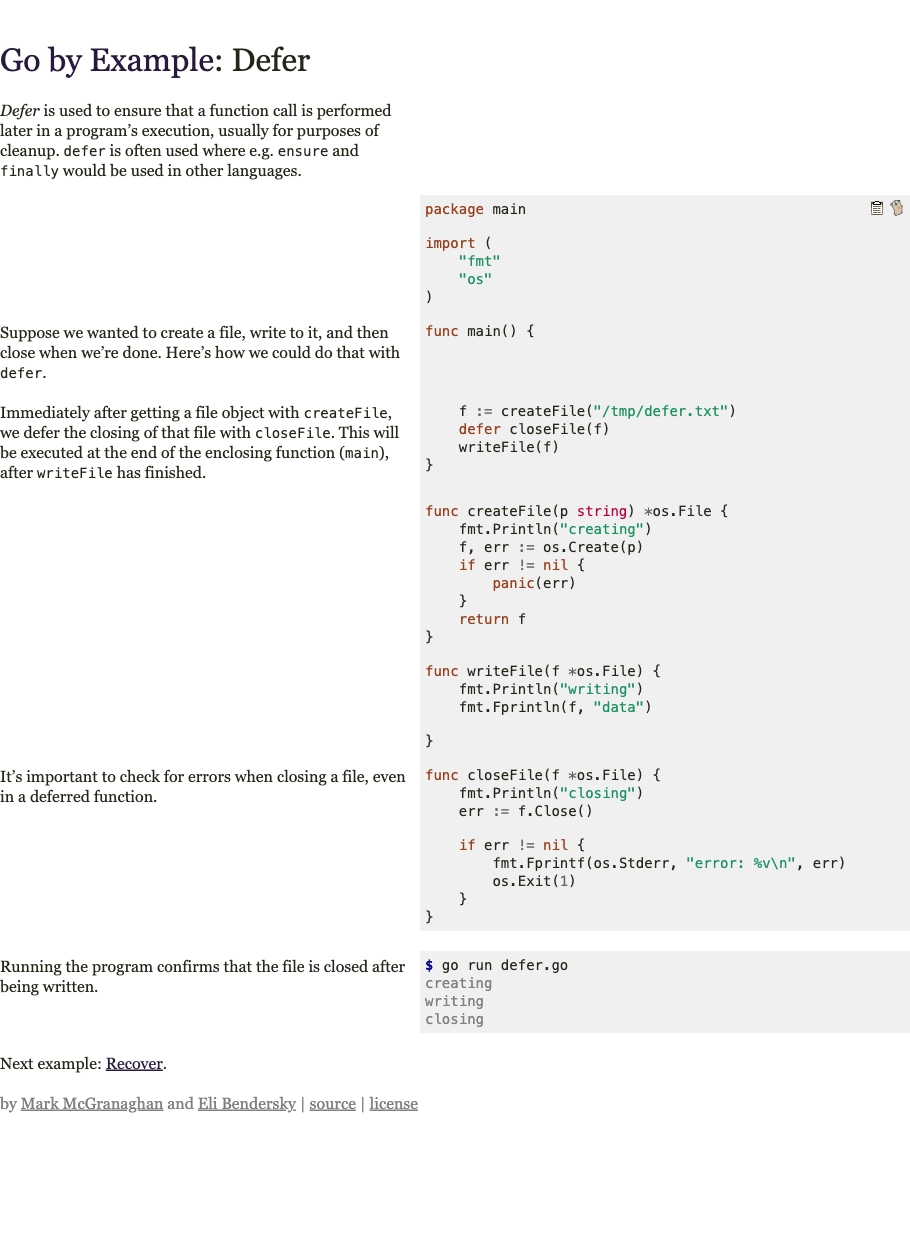 Go by Example: Defer
Defer is used to ensure that a function call is performed
later in a program’s execution, usually for purposes of
cleanup. defer is often used where e.g. ensure and
finally would be used in other languages.
package main
import (
    "fmt"
    "os"
)
Suppose we wanted to create a file, write to it, and then
close when we’re done. Here’s how we could do that with
defer.
func main() {
Immediately after getting a file object with createFile,
we defer the closing of that file with closeFile. This will
be executed at the end of the enclosing function (main),
after writeFile has finished.
    f := createFile("/tmp/defer.txt")
    defer closeFile(f)
    writeFile(f)
}
func createFile(p string) *os.File {
    fmt.Println("creating")
    f, err := os.Create(p)
    if err != nil {
        panic(err)
    }
    return f
}
func writeFile(f *os.File) {
    fmt.Println("writing")
    fmt.Fprintln(f, "data")
}
It’s important to check for errors when closing a file, even
in a deferred function.
func closeFile(f *os.File) {
    fmt.Println("closing")
    err := f.Close()
    if err != nil {
        fmt.Fprintf(os.Stderr, "error: %v\n", err)
        os.Exit(1)
    }
}
Running the program confirms that the file is closed after
being written.
$ go run defer.go
creating
writing
closing
Next example: Recover.
by Mark McGranaghan and Eli Bendersky | source | license